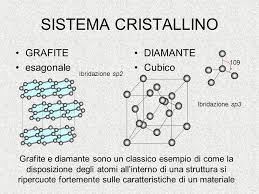 SISTEMA CRISTALLINO
• GRAFITE
• esagonale
Ibridazione sp2
• DIAMANTE
• Cubico
109
Ibridazione sp3
Grafite e diamante sono un classico esempio di come la
disposizione degli atomi all'interno di una struttura si
ripercuote fortemente sulle caratteristiche di un materiale